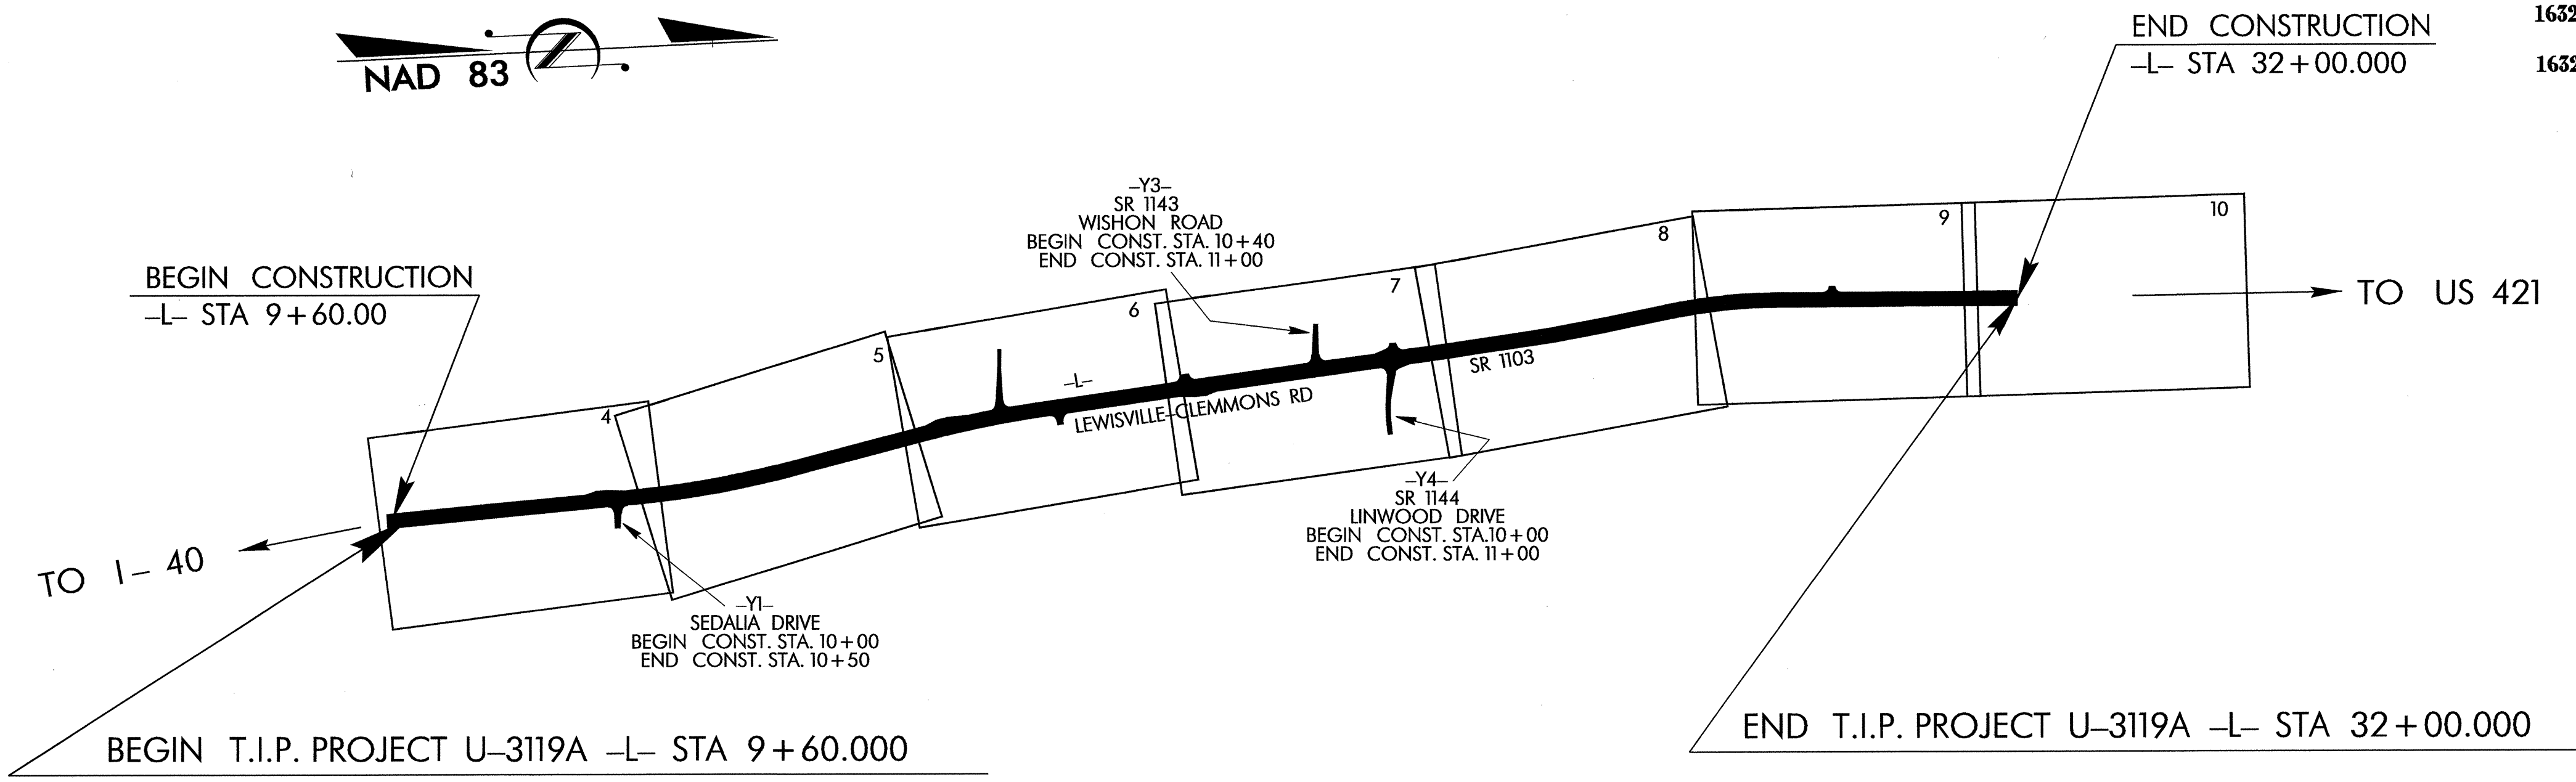 NAD 83
END CONSTRUCTION
–L– STA 32+00.000
1632
1632
–Y3–
SR 1143
WISHON ROAD
BEGIN CONST. STA. 10+40
END CONST. STA. 11+00
BEGIN CONSTRUCTION
–L– STA 9+60.00
4
5
6
7
8
9
10
TO US 421
–L–
LEWISVILLE–CLEMMONS RD
SR 1103
TO I–40
–Y1–
SEDALIA DRIVE
BEGIN CONST. STA. 10+00
END CONST. STA. 10+50
–Y4–
SR 1144
LINWOOD DRIVE
BEGIN CONST. STA.10+00
END CONST. STA. 11+00
BEGIN T.I.P. PROJECT U–3119A –L– STA 9+60.000
END T.I.P. PROJECT U–3119A –L– STA 32+00.000